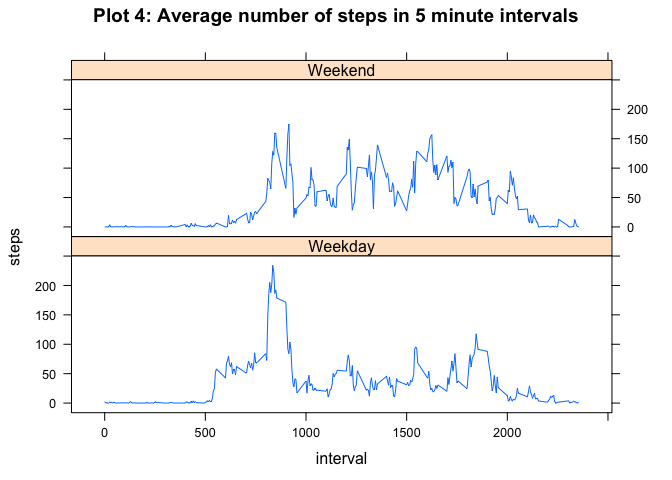 Plot 4: Average number of steps in 5 minute intervals
Weekend
200
150
100
50
0
Weekday
200
150
100
50
0
steps
0 500 1000 1500 2000
interval